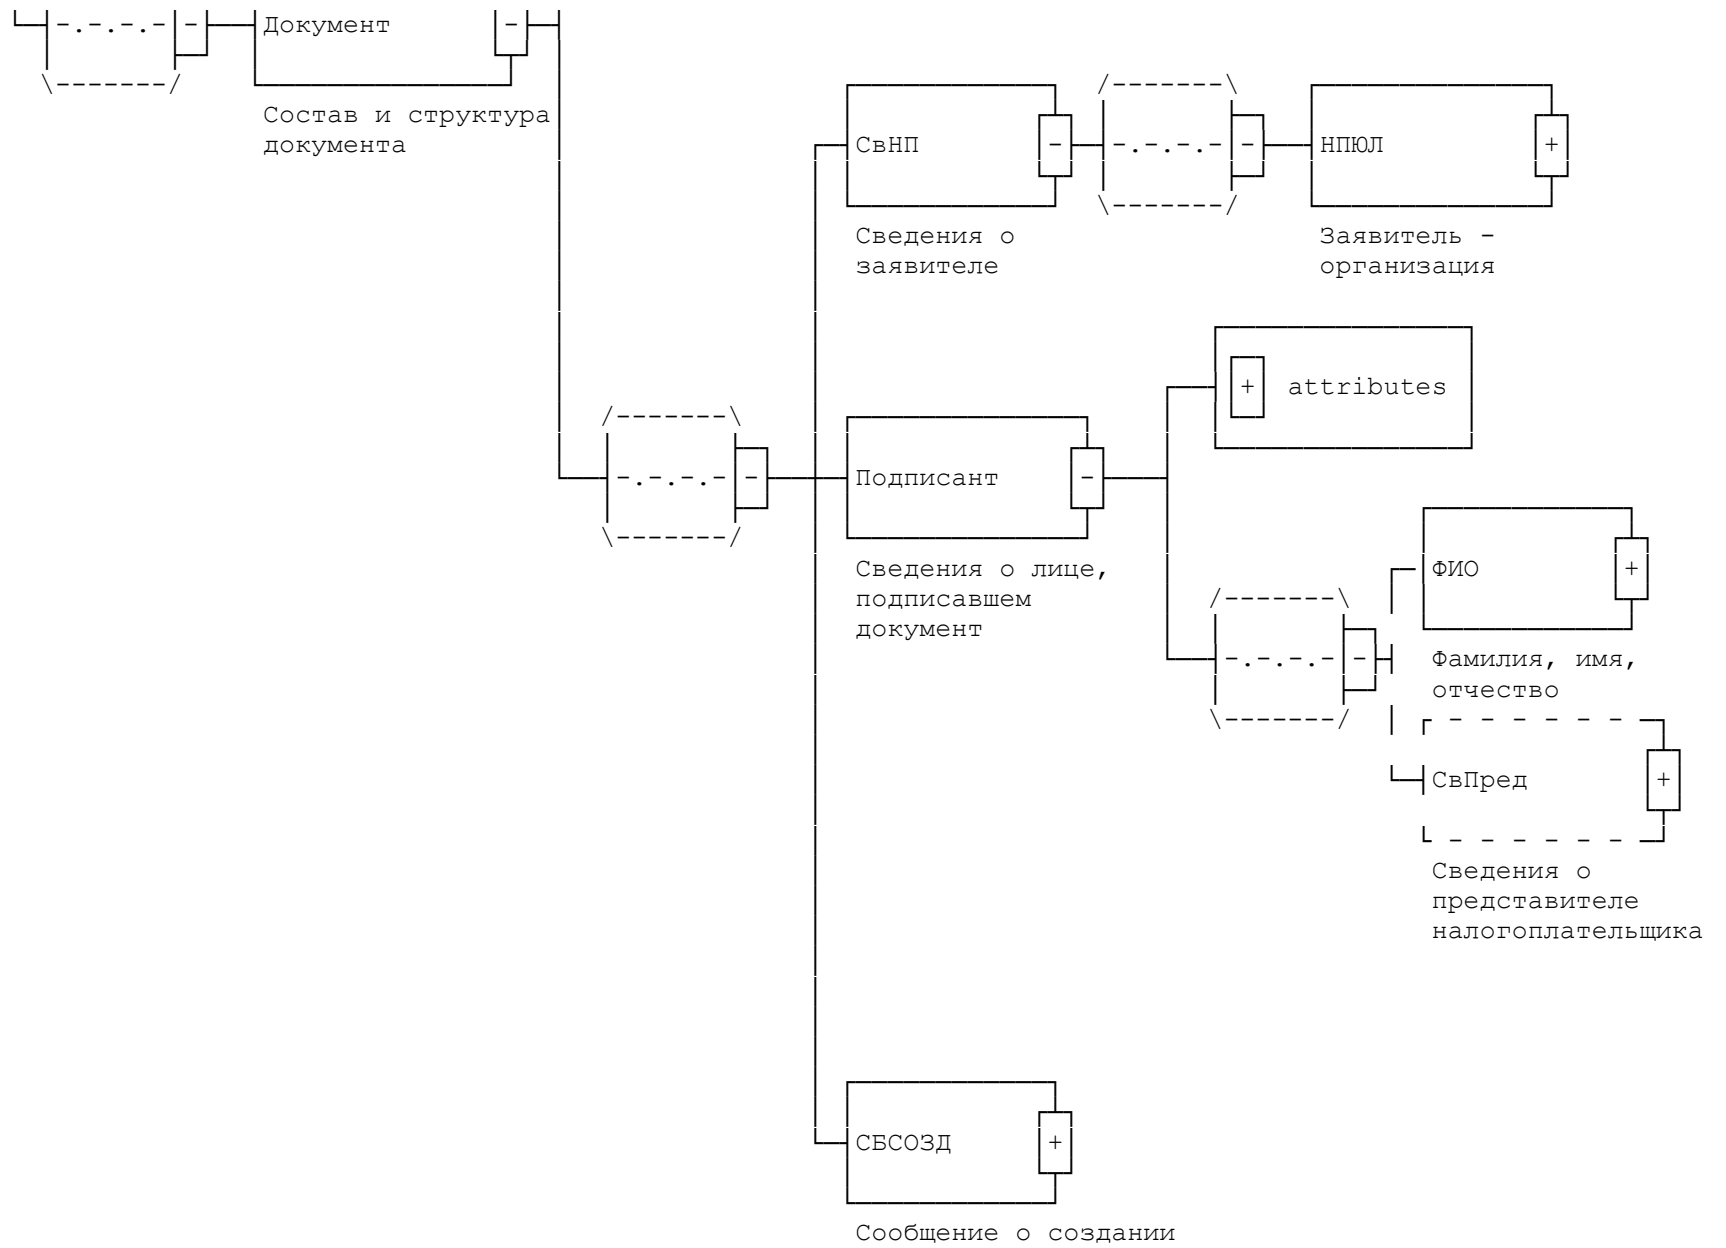 Документ
Состав и структура
документа
СвНП
Сведения о
заявителе
НПЮЛ
Заявитель -
организация
attributes
Подписант
Сведения о лице,
подписавшем
документ
ФИО
Фамилия, имя,
отчество
СвПред
Сведения о
представителе
налогоплательщика
СБСОЗД
Сообщение о создании